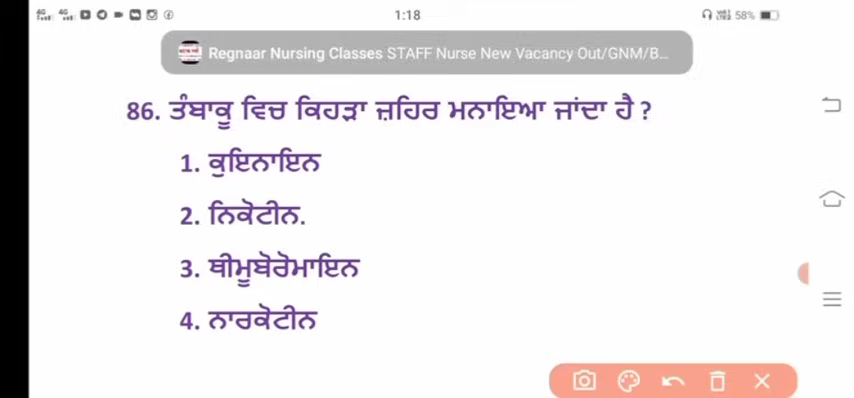 1:18
58%
Regnaar Nursing Classes STAFF Nurse New Vacancy Out/GNM/B...
86. ਤੰਬਾਕੂ ਵਿਚ ਕਿਹੜਾ ਜ਼ਹਿਰ ਮਨਾਇਆ ਜਾਂਦਾ ਹੈ ?
1. ਕੁਇਨਾਇਨ
2. ਨਿਕੋਟੀਨ.
3. ਥੀਮੂਬੋਰੋਮਾਇਨ
4. ਨਾਰਕੋਟੀਨ